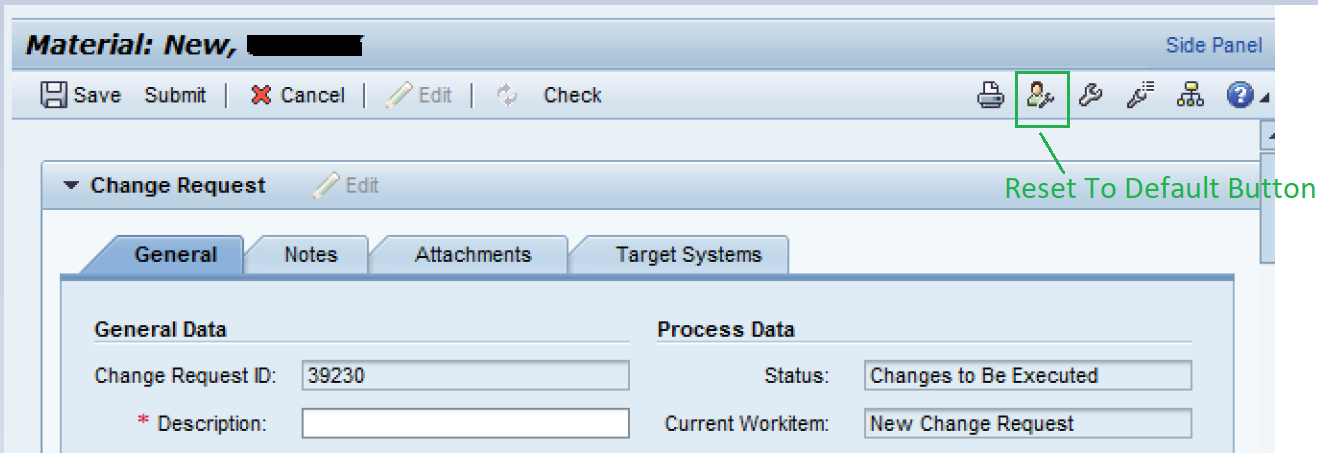 Material: New,
Side Panel
Save Submit | Cancel | Edit | Check
Reset To Default Button
Change Request Edit
General Notes Attachments Target Systems
General Data Process Data
Change Request ID: 39230 Status: Changes to Be Executed
* Description: Current Workitem: New Change Request